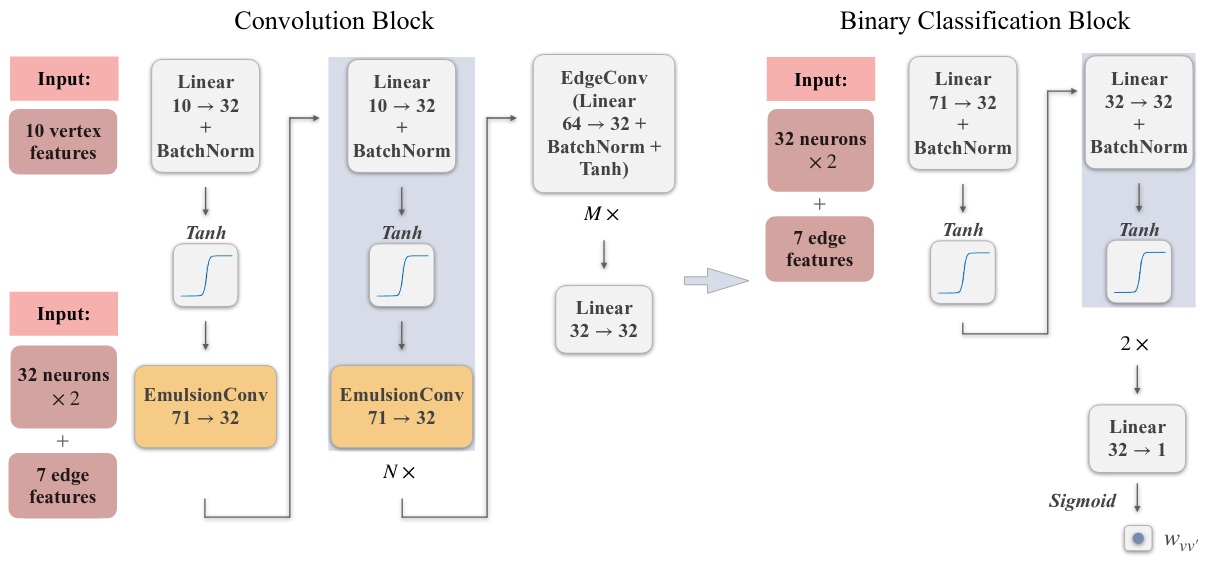 Convolution Block
Input:
10 vertex
features
Input:
32 neurons
× 2
+
7 edge
features
Linear
10 → 32
+
BatchNorm
Tanh
EmulsionConv
71 → 32
Linear
10 → 32
+
BatchNorm
Tanh
EmulsionConv
71 → 32
N ×
EdgeConv
(Linear
64 → 32 +
BatchNorm +
Tanh)
M ×
Linear
32 → 32
Binary Classification Block
Input:
32 neurons
× 2
+
7 edge
features
Linear
71 → 32
+
BatchNorm
Tanh
Linear
32 → 32
+
BatchNorm
Tanh
2 ×
Linear
32 → 1
Sigmoid
w_{vv'}